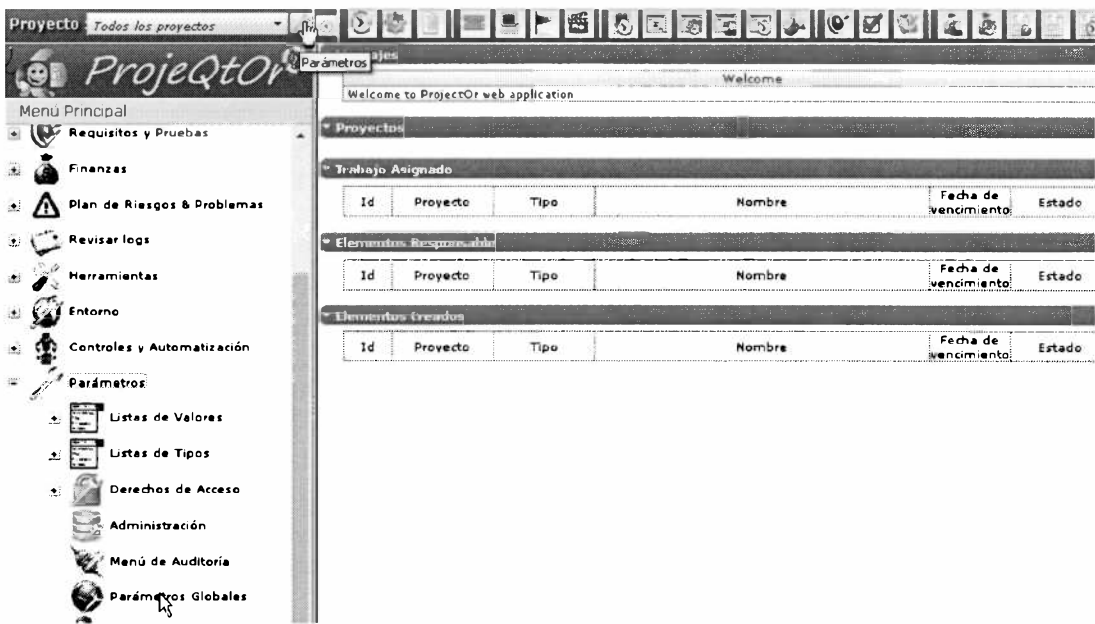 Proyecto Todos los proyectos
ProjeQtOr
Parámetros
Menú Principal
Requisitos y Pruebas
Finanzas
Plan de Riesgos & Problemas
Revisar logs
Herramientas
Entorno
Controles y Automatización
Parámetros
Listas de Valores
Listas de Tipos
Derechos de Acceso
Administración
Menú de Auditoría
Parámetros Globales
Welcome
Welcome to ProjectOr web application
Proyectos
Trabajo Asignado
Id Proyecto Tipo Nombre Fecha de vencimiento Estado
Elementos Responsable
Id Proyecto Tipo Nombre Fecha de vencimiento Estado
Elementos Creados
Id Proyecto Tipo Nombre Fecha de vencimiento Estado